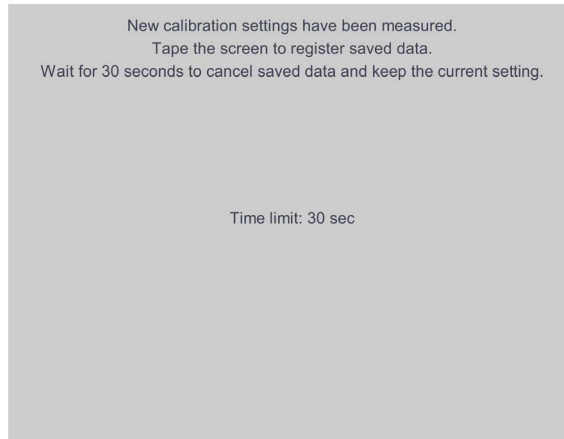 New calibration settings have been measured.
Tape the screen to register saved data.
Wait for 30 seconds to cancel saved data and keep the current setting.
Time limit: 30 sec